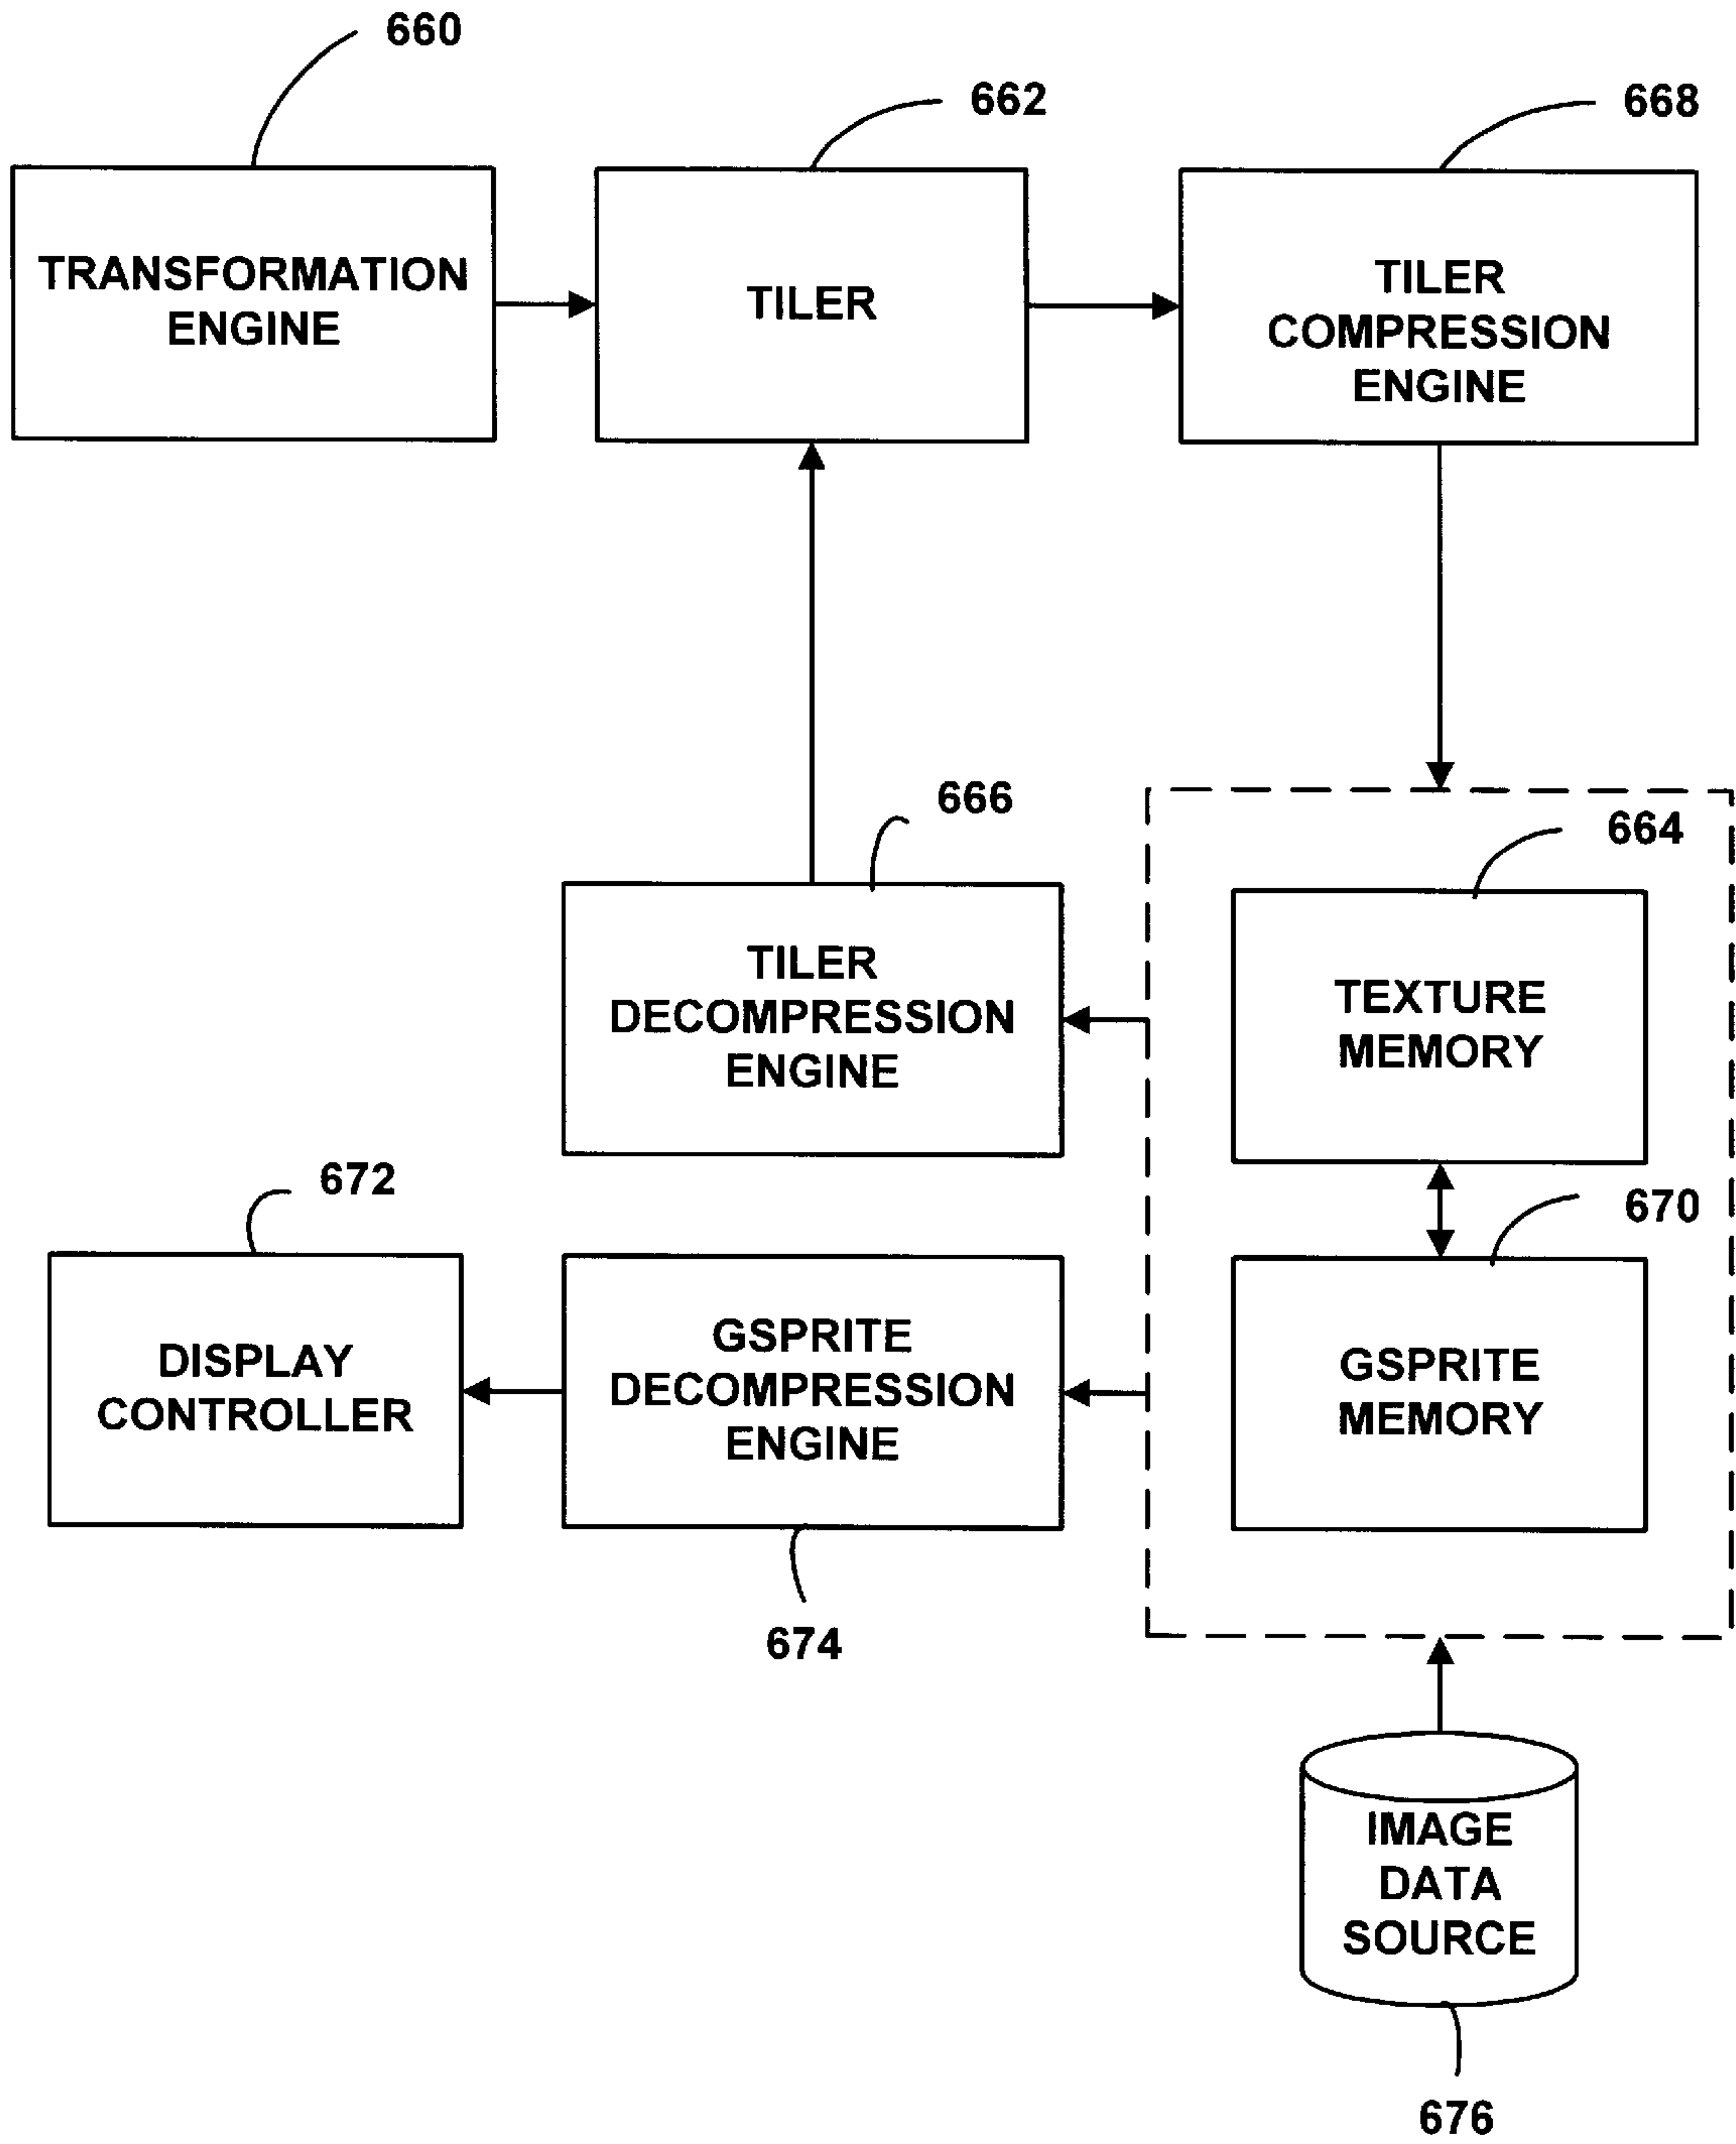 660
662
668
TRANSFORMATION
ENGINE
TILER
TILER
COMPRESSION
ENGINE
666
664
TILER
DECOMPRESSION
ENGINE
TEXTURE
MEMORY
672
670
DISPLAY
CONTROLLER
GSPRITE
DECOMPRESSION
ENGINE
GSPRITE
MEMORY
674
IMAGE
DATA
SOURCE
676